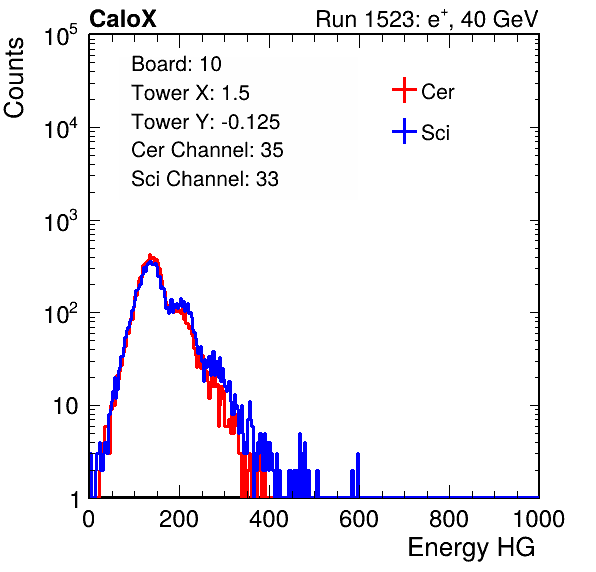 CaloX Run 1523: e⁺, 40 GeV
Counts
Board: 10
Tower X: 1.5
Tower Y: -0.125
Cer Channel: 35
Sci Channel: 33
Cer
Sci
10⁵
10⁴
10³
10²
10
1
0 200 400 600 800 1000
Energy HG